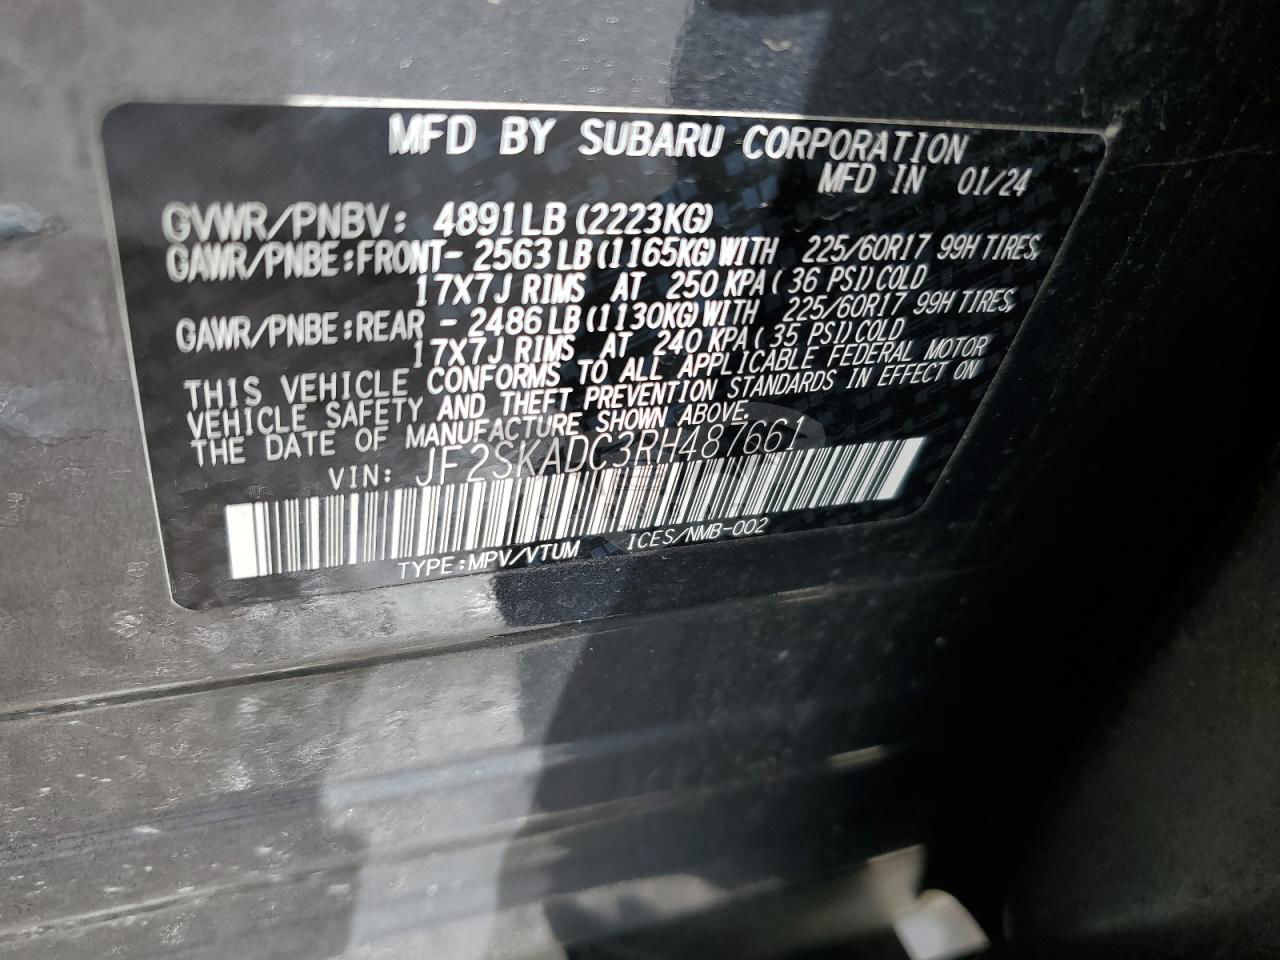 MFD BY SUBARU CORPORATION
MFD IN 01/24
GVWR/PNBV: 4891LB (2223KG)
GAWR/PNBE:FRONT- 2563LB (1165KG) WITH 225/60R17 99H TIRES,
17X7J RIMS AT 250 KPA ( 36 PSI) COLD
GAWR/PNBE:REAR - 2486LB (1130KG) WITH 225/60R17 99H TIRES,
17X7J RIMS AT 240 KPA ( 35 PSI) COLD
THIS VEHICLE CONFORMS TO ALL APPLICABLE FEDERAL MOTOR
VEHICLE SAFETY AND THEFT PREVENTION STANDARDS IN EFFECT ON
THE DATE OF MANUFACTURE SHOWN ABOVE.
VIN: JF2SKADC3RH487661
TYPE:MPV/VTUM ICES/NMB-002